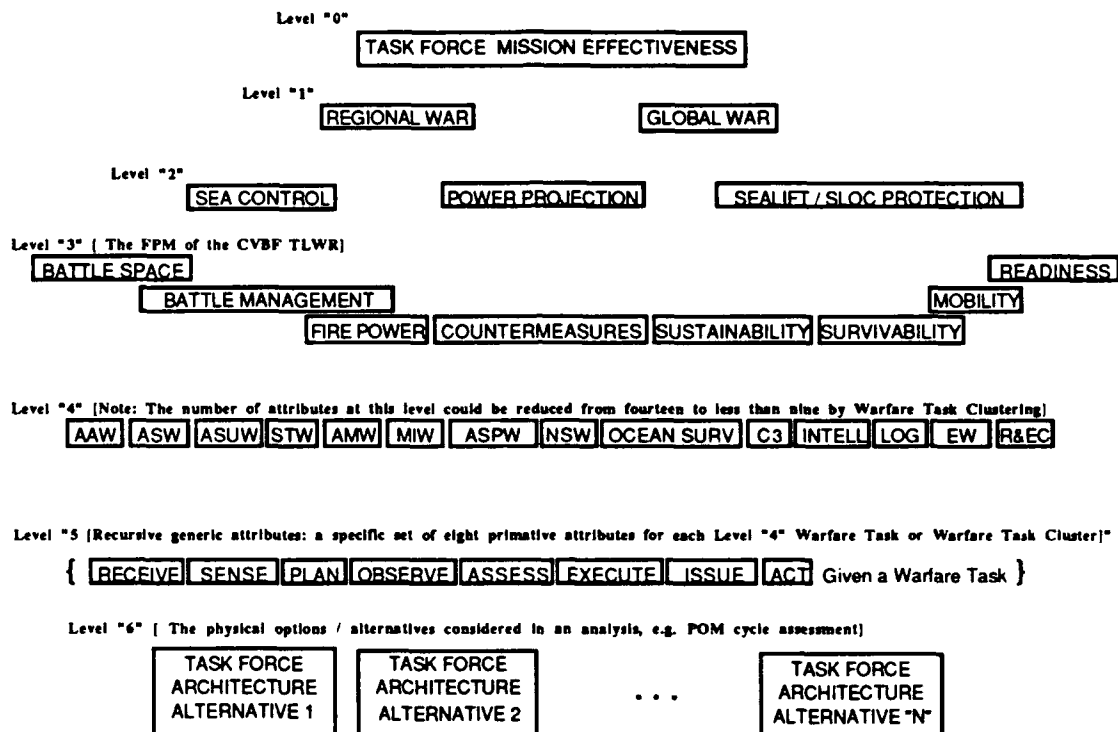 Level "0"
TASK FORCE MISSION EFFECTIVENESS
Level "1"
REGIONAL WAR GLOBAL WAR
Level "2"
SEA CONTROL POWER PROJECTION SEALIFT / SLOC PROTECTION
Level "3" [ The FPM of the CVBF TLWR]
BATTLE SPACE READINESS
BATTLE MANAGEMENT MOBILITY
FIRE POWER COUNTERMEASURES SUSTAINABILITY SURVIVABILITY
Level "4" [Note: The number of attributes at this level could be reduced from fourteen to less than nine by Warfare Task Clustering]
AAW ASW ASUW STW AMW MIW ASPW NSW OCEAN SURV C3 INTELL LOG EW R&EC
Level "5 [Recursive generic attributes: a specific set of eight primative attributes for each Level "4" Warfare Task or Warfare Task Cluster]"
{ RECEIVE SENSE PLAN OBSERVE ASSESS EXECUTE ISSUE ACT Given a Warfare Task }
Level "6" [ The physical options / alternatives considered in an analysis, e.g. POM cycle assessment]
TASK FORCE
ARCHITECTURE
ALTERNATIVE 1
TASK FORCE
ARCHITECTURE
ALTERNATIVE 2
. . .
TASK FORCE
ARCHITECTURE
ALTERNATIVE "N"